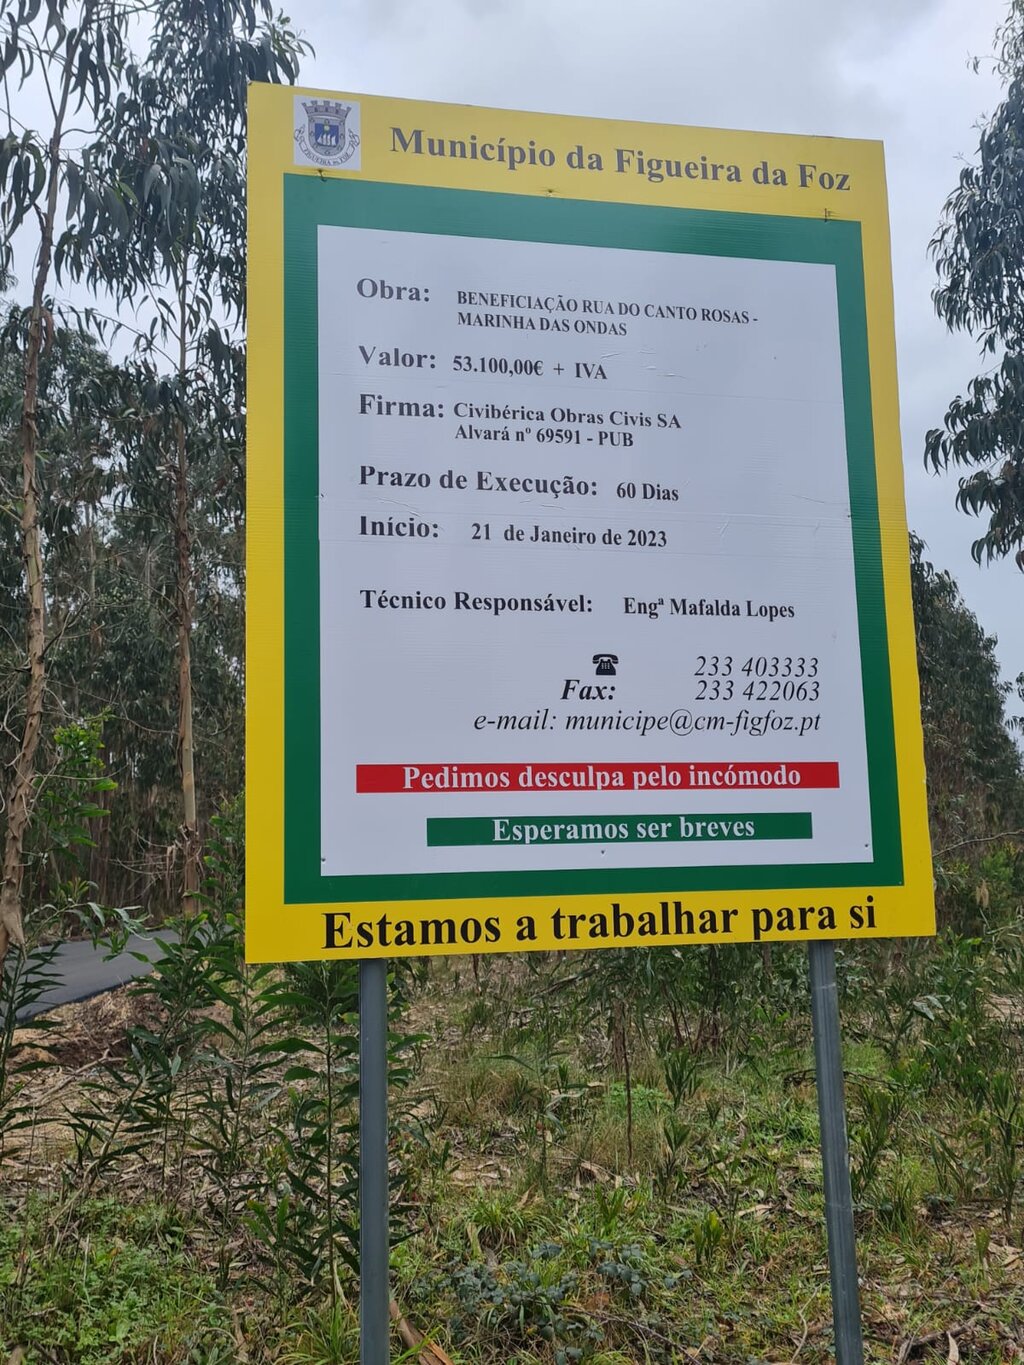 FIGUEIRA DA FOZ
Município da Figueira da Foz
Obra: BENEFICIAÇÃO RUA DO CANTO ROSAS -
MARINHA DAS ONDAS
Valor: 53.100,00€ + IVA
Firma: Civibérica Obras Civis SA
Alvará nº 69591 - PUB
Prazo de Execução: 60 Dias
Início: 21 de Janeiro de 2023
Técnico Responsável: Engª Mafalda Lopes
☎ 233 403333
Fax: 233 422063
e-mail: municipe@cm-figfoz.pt
Pedimos desculpa pelo incómodo
Esperamos ser breves
Estamos a trabalhar para si